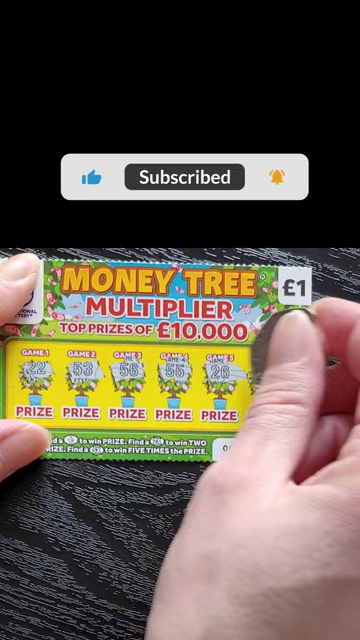 Subscribed
MONEY TREE
MULTIPLIER
£1
TOP PRIZES OF £10,000
GAME 1 GAME 2 GAME 3 GAME 4 GAME 5
22 53 56 55 26
PRIZE PRIZE PRIZE PRIZE PRIZE
to win PRIZE. Find a 2X to win TWO
Find a 5X to win FIVE TIMES the PRIZE.